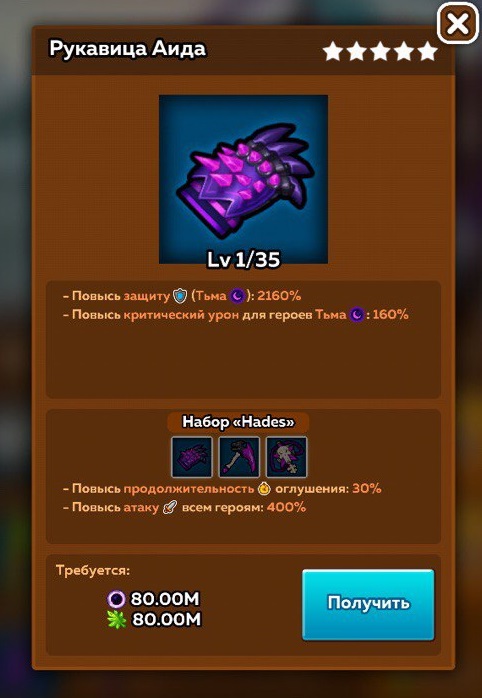 Рукавица Аида
Lv 1/35
- Повысь защиту (Тьма ): 2160%
- Повысь критический урон для героев Тьма : 160%
Набор «Hades»
- Повысь продолжительность оглушения: 30%
- Повысь атаку всем героям: 400%
Требуется:
80.00M
80.00M
Получить